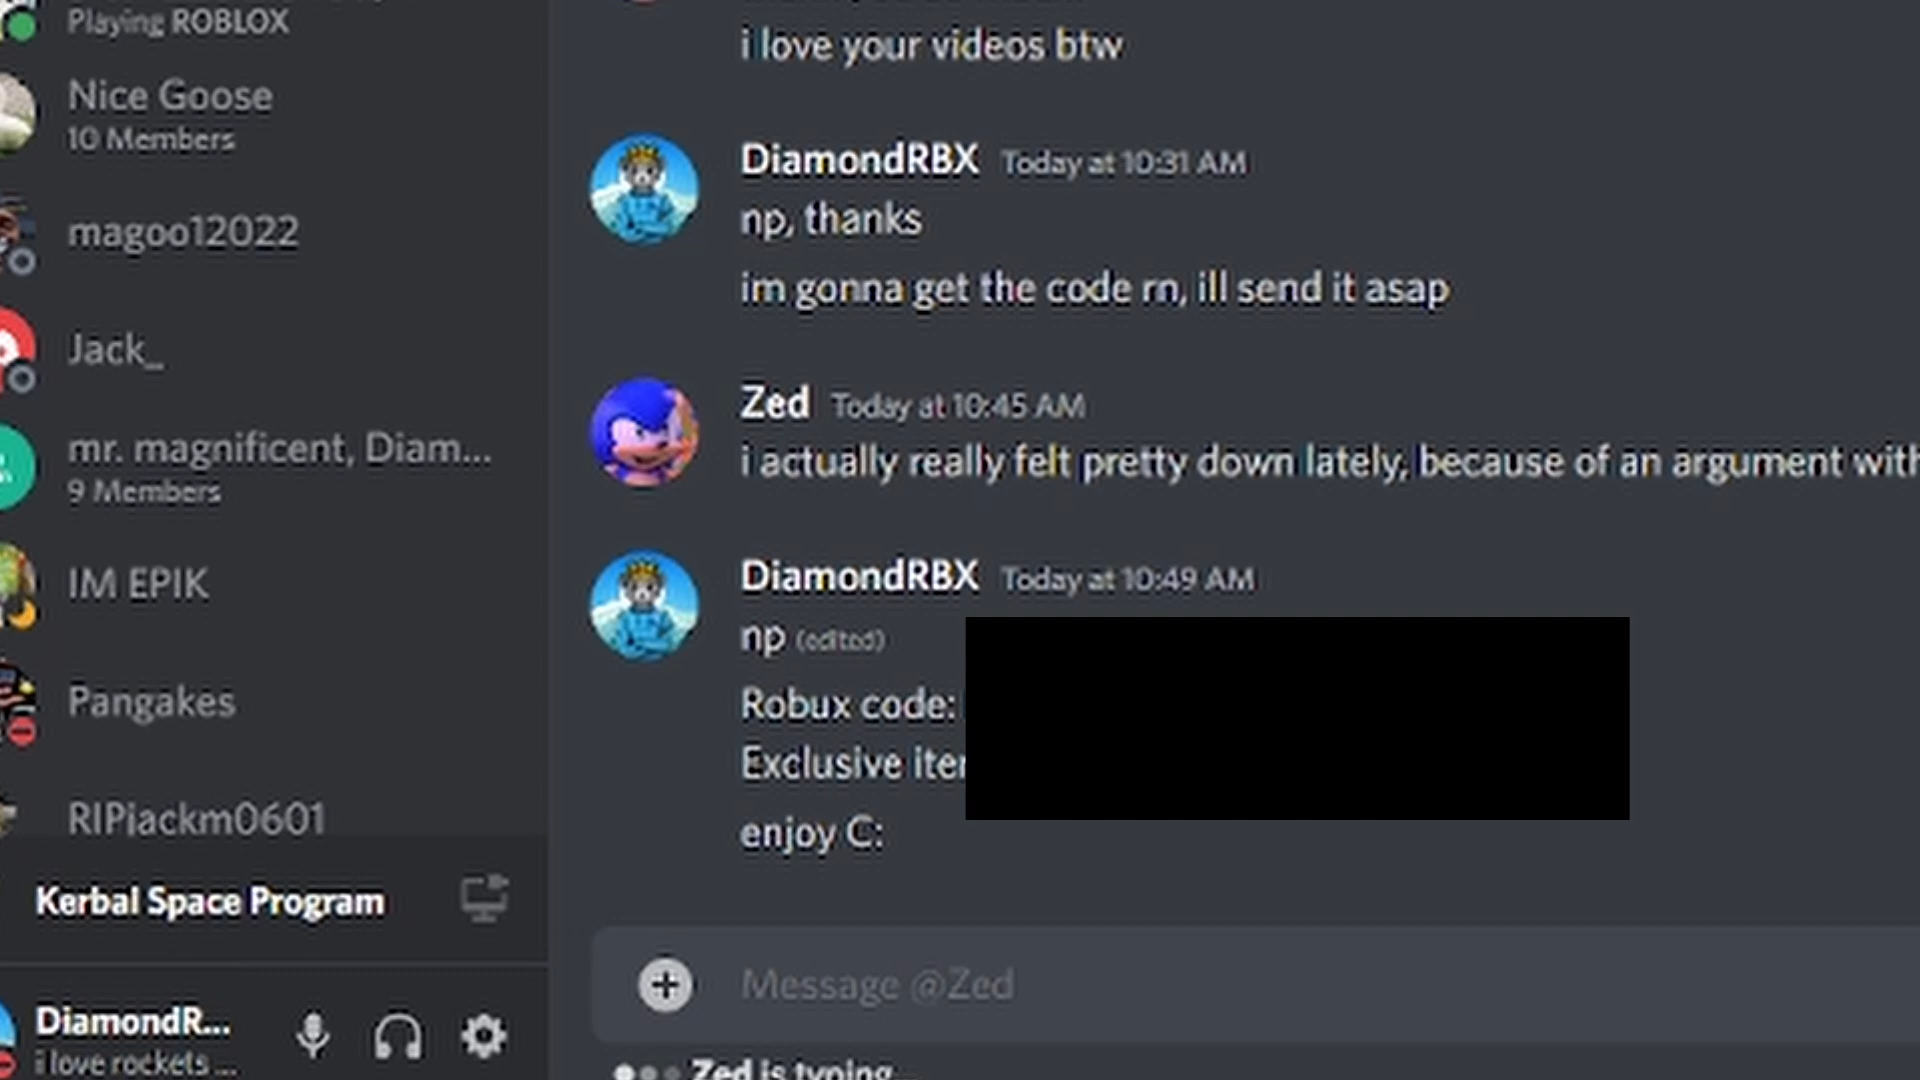 Playing ROBLOX
Nice Goose
10 Members
magoo12022
Jack_
mr. magnificent, Diam...
9 Members
IM EPIK
Pangakes
RIPjackm0601
Kerbal Space Program
DiamondR...
i love rockets ...
i love your videos btw
DiamondRBX Today at 10:31 AM
np, thanks
im gonna get the code rn, ill send it asap
Zed Today at 10:45 AM
i actually really felt pretty down lately, because of an argument with
DiamondRBX Today at 10:49 AM
np (edited)
Robux code:
Exclusive
enjoy C:
Message @Zed
Zed is typing...